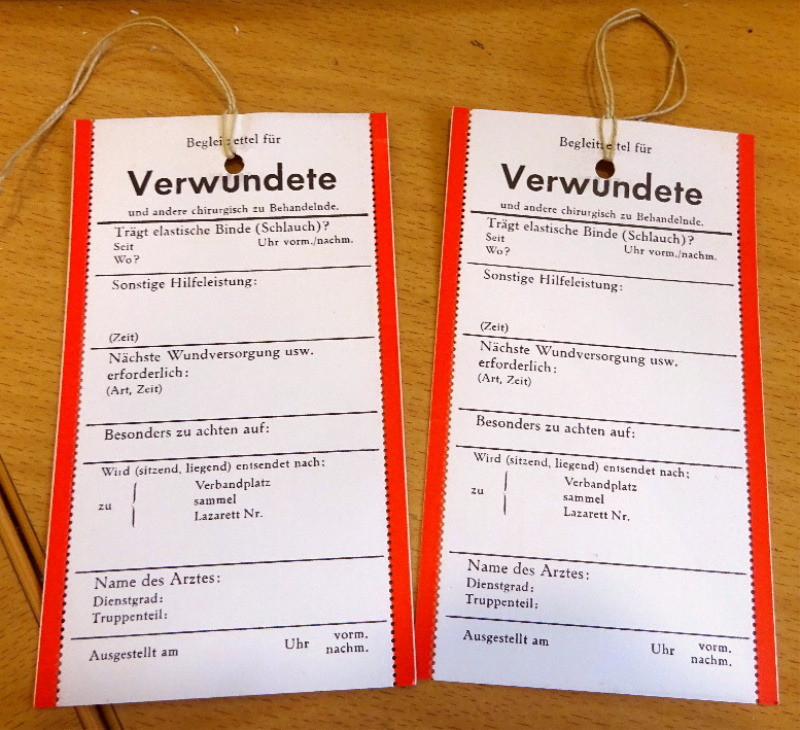 Begleitzettel für
Verwundete
und andere chirurgisch zu Behandelnde.
Trägt elastische Binde (Schlauch)?
Seit Uhr vorm./nachm.
Wo?
Sonstige Hilfeleistung:
(Zeit)
Nächste Wundversorgung usw.
erforderlich:
(Art, Zeit)
Besonders zu achten auf:
Wird (sitzend, liegend) entsendet nach:
Verbandplatz
zu sammel
Lazarett Nr.
Name des Arztes:
Dienstgrad:
Truppenteil:
Ausgestellt am Uhr vorm.
nachm.
Begleitzettel für
Verwundete
und andere chirurgisch zu Behandelnde.
Trägt elastische Binde (Schlauch)?
Seit Uhr vorm./nachm.
Wo?
Sonstige Hilfeleistung:
(Zeit)
Nächste Wundversorgung usw.
erforderlich:
(Art, Zeit)
Besonders zu achten auf:
Wird (sitzend, liegend) entsendet nach:
Verbandplatz
zu sammel
Lazarett Nr.
Name des Arztes:
Dienstgrad:
Truppenteil:
Ausgestellt am Uhr vorm.
nachm.